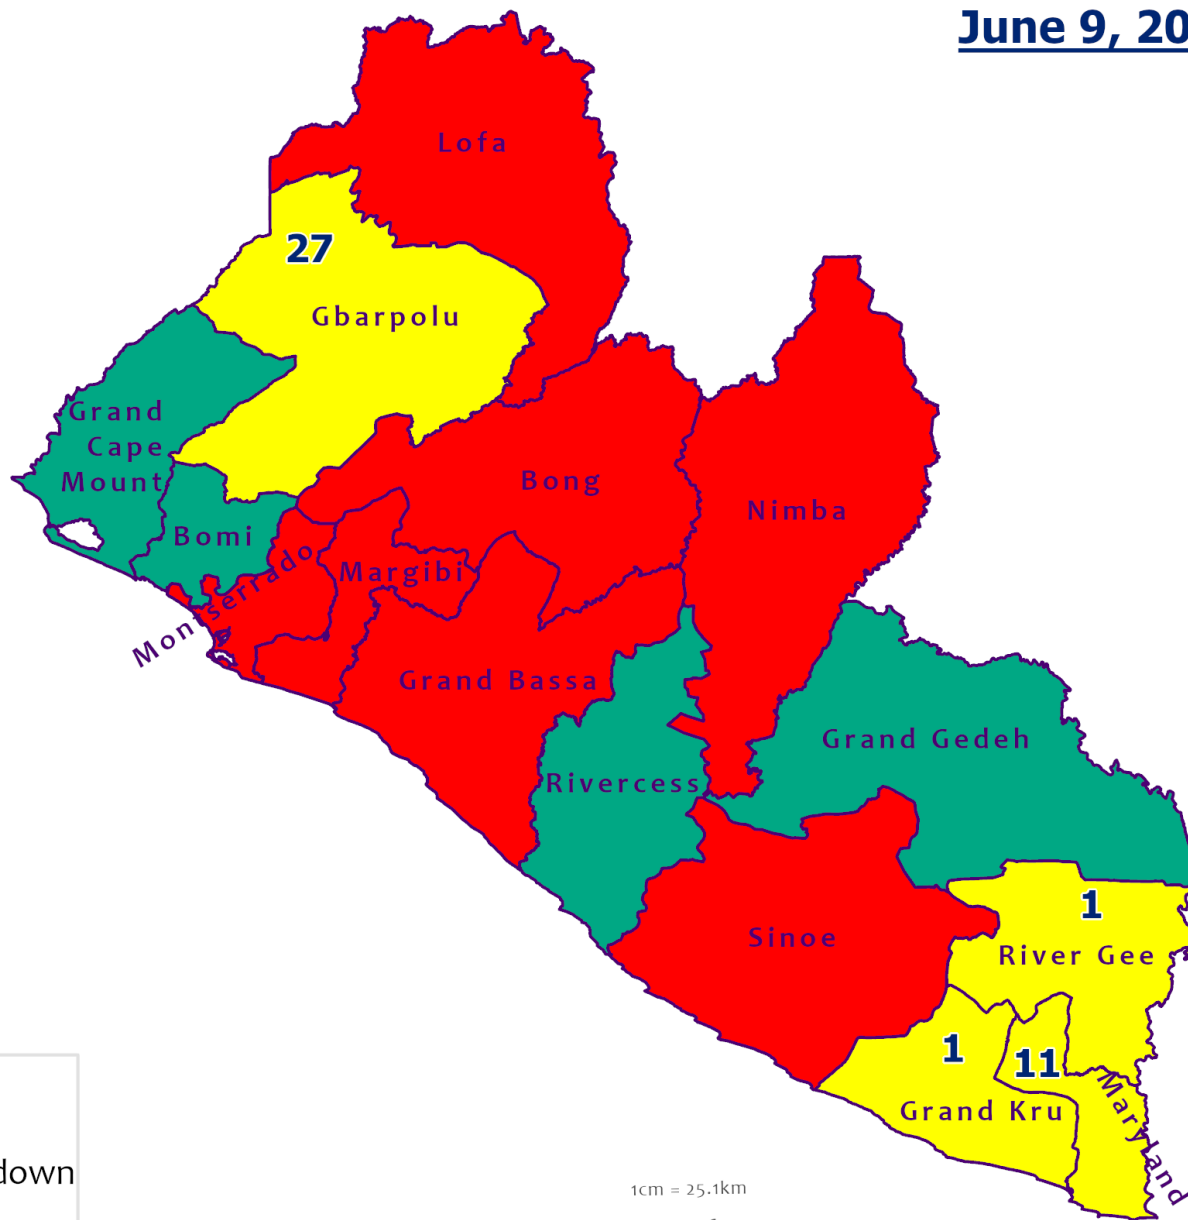 June 9, 20
Lofa
27
Gbarpolu
Grand
Cape
Mount
Bong
Nimba
Bomi
Montserrado
Margibi
Grand Bassa
Grand Gedeh
Rivercess
1
Sinoe
River Gee
1
11
Grand Kru
Maryland
down
1cm = 25.1km